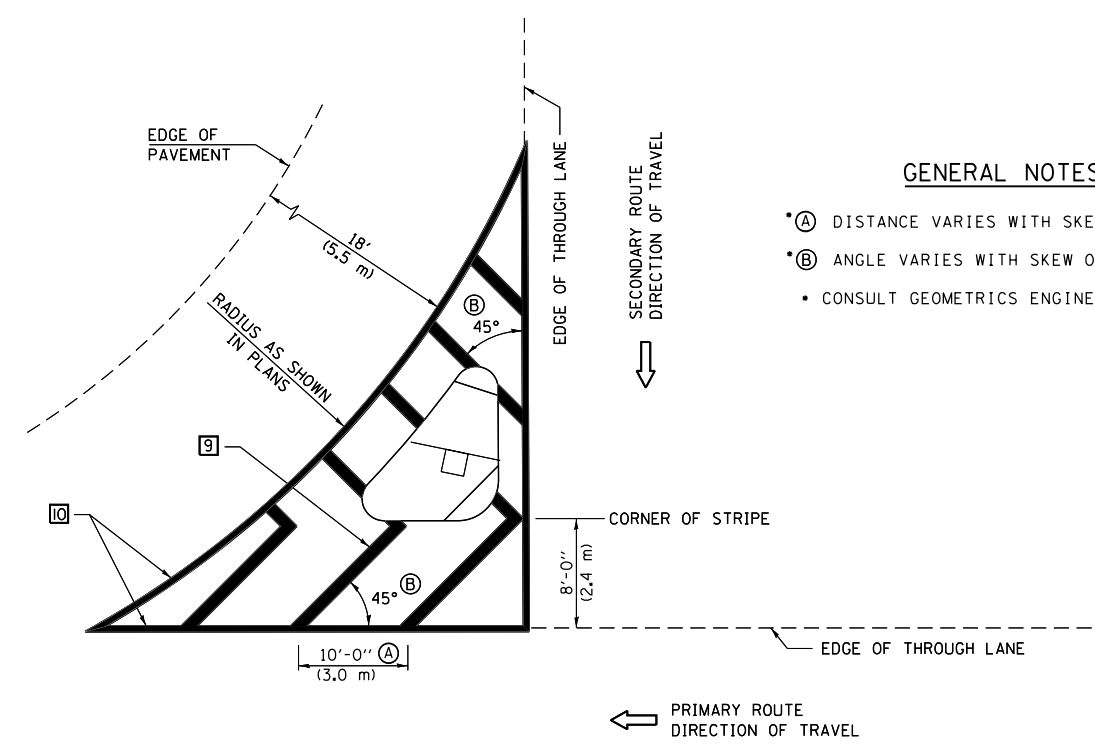 EDGE OF
PAVEMENT
18'
(5.5 m)
RADIUS AS SHOWN
IN PLANS
EDGE OF THROUGH LANE
SECONDARY ROUTE
DIRECTION OF TRAVEL
GENERAL NOTES
*Ⓐ DISTANCE VARIES WITH SKE
*Ⓑ ANGLE VARIES WITH SKEW O
* CONSULT GEOMETRICS ENGINE
Ⓑ
45°
9
10
CORNER OF STRIPE
8'-0"
(2.4 m)
45° Ⓑ
10'-0" Ⓐ
(3.0 m)
EDGE OF THROUGH LANE
PRIMARY ROUTE
DIRECTION OF TRAVEL